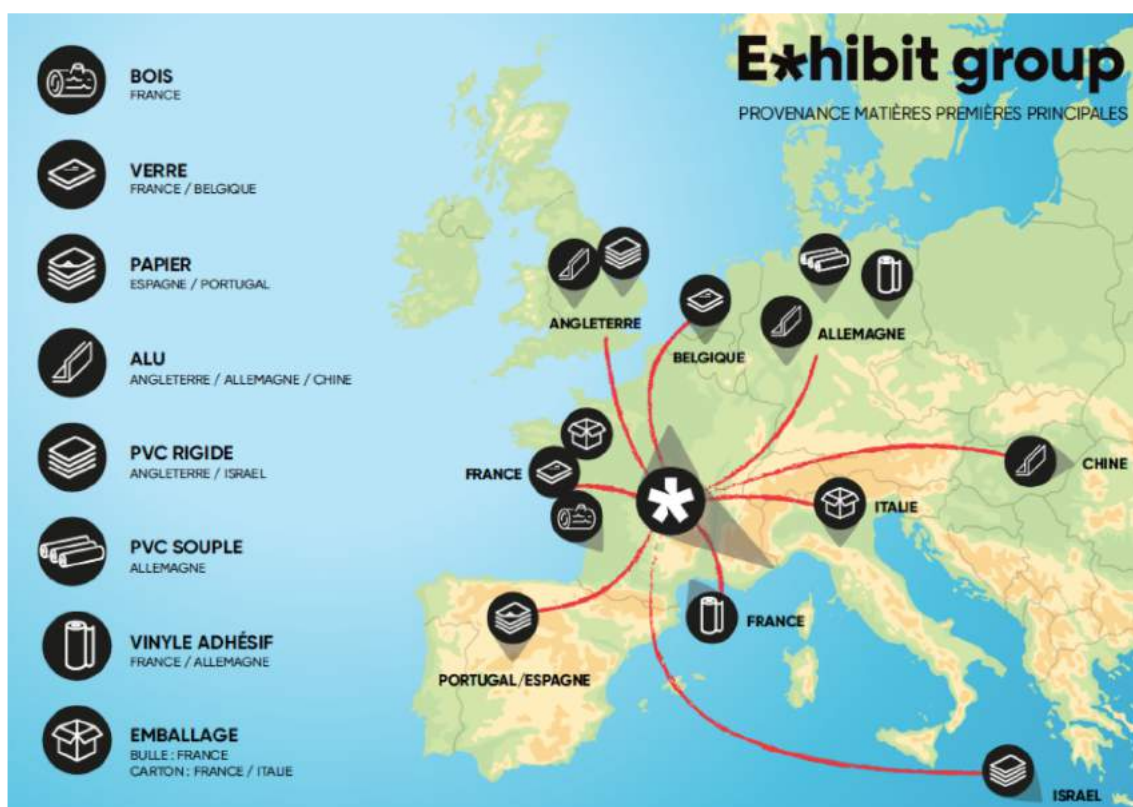 E*hibit group
PROVENANCE MATIÈRES PREMIÈRES PRINCIPALES
BOIS
FRANCE
VERRE
FRANCE / BELGIQUE
PAPIER
ESPAGNE / PORTUGAL
ALU
ANGLETERRE / ALLEMAGNE / CHINE
PVC RIGIDE
ANGLETERRE / ISRAEL
PVC SOUPLE
ALLEMAGNE
VINYLE ADHÉSIF
FRANCE / ALLEMAGNE
EMBALLAGE
BULLE : FRANCE
CARTON : FRANCE / ITALIE
ANGLETERRE
BELGIQUE
ALLEMAGNE
FRANCE
CHINE
ITALIE
FRANCE
PORTUGAL/ESPAGNE
ISRAEL